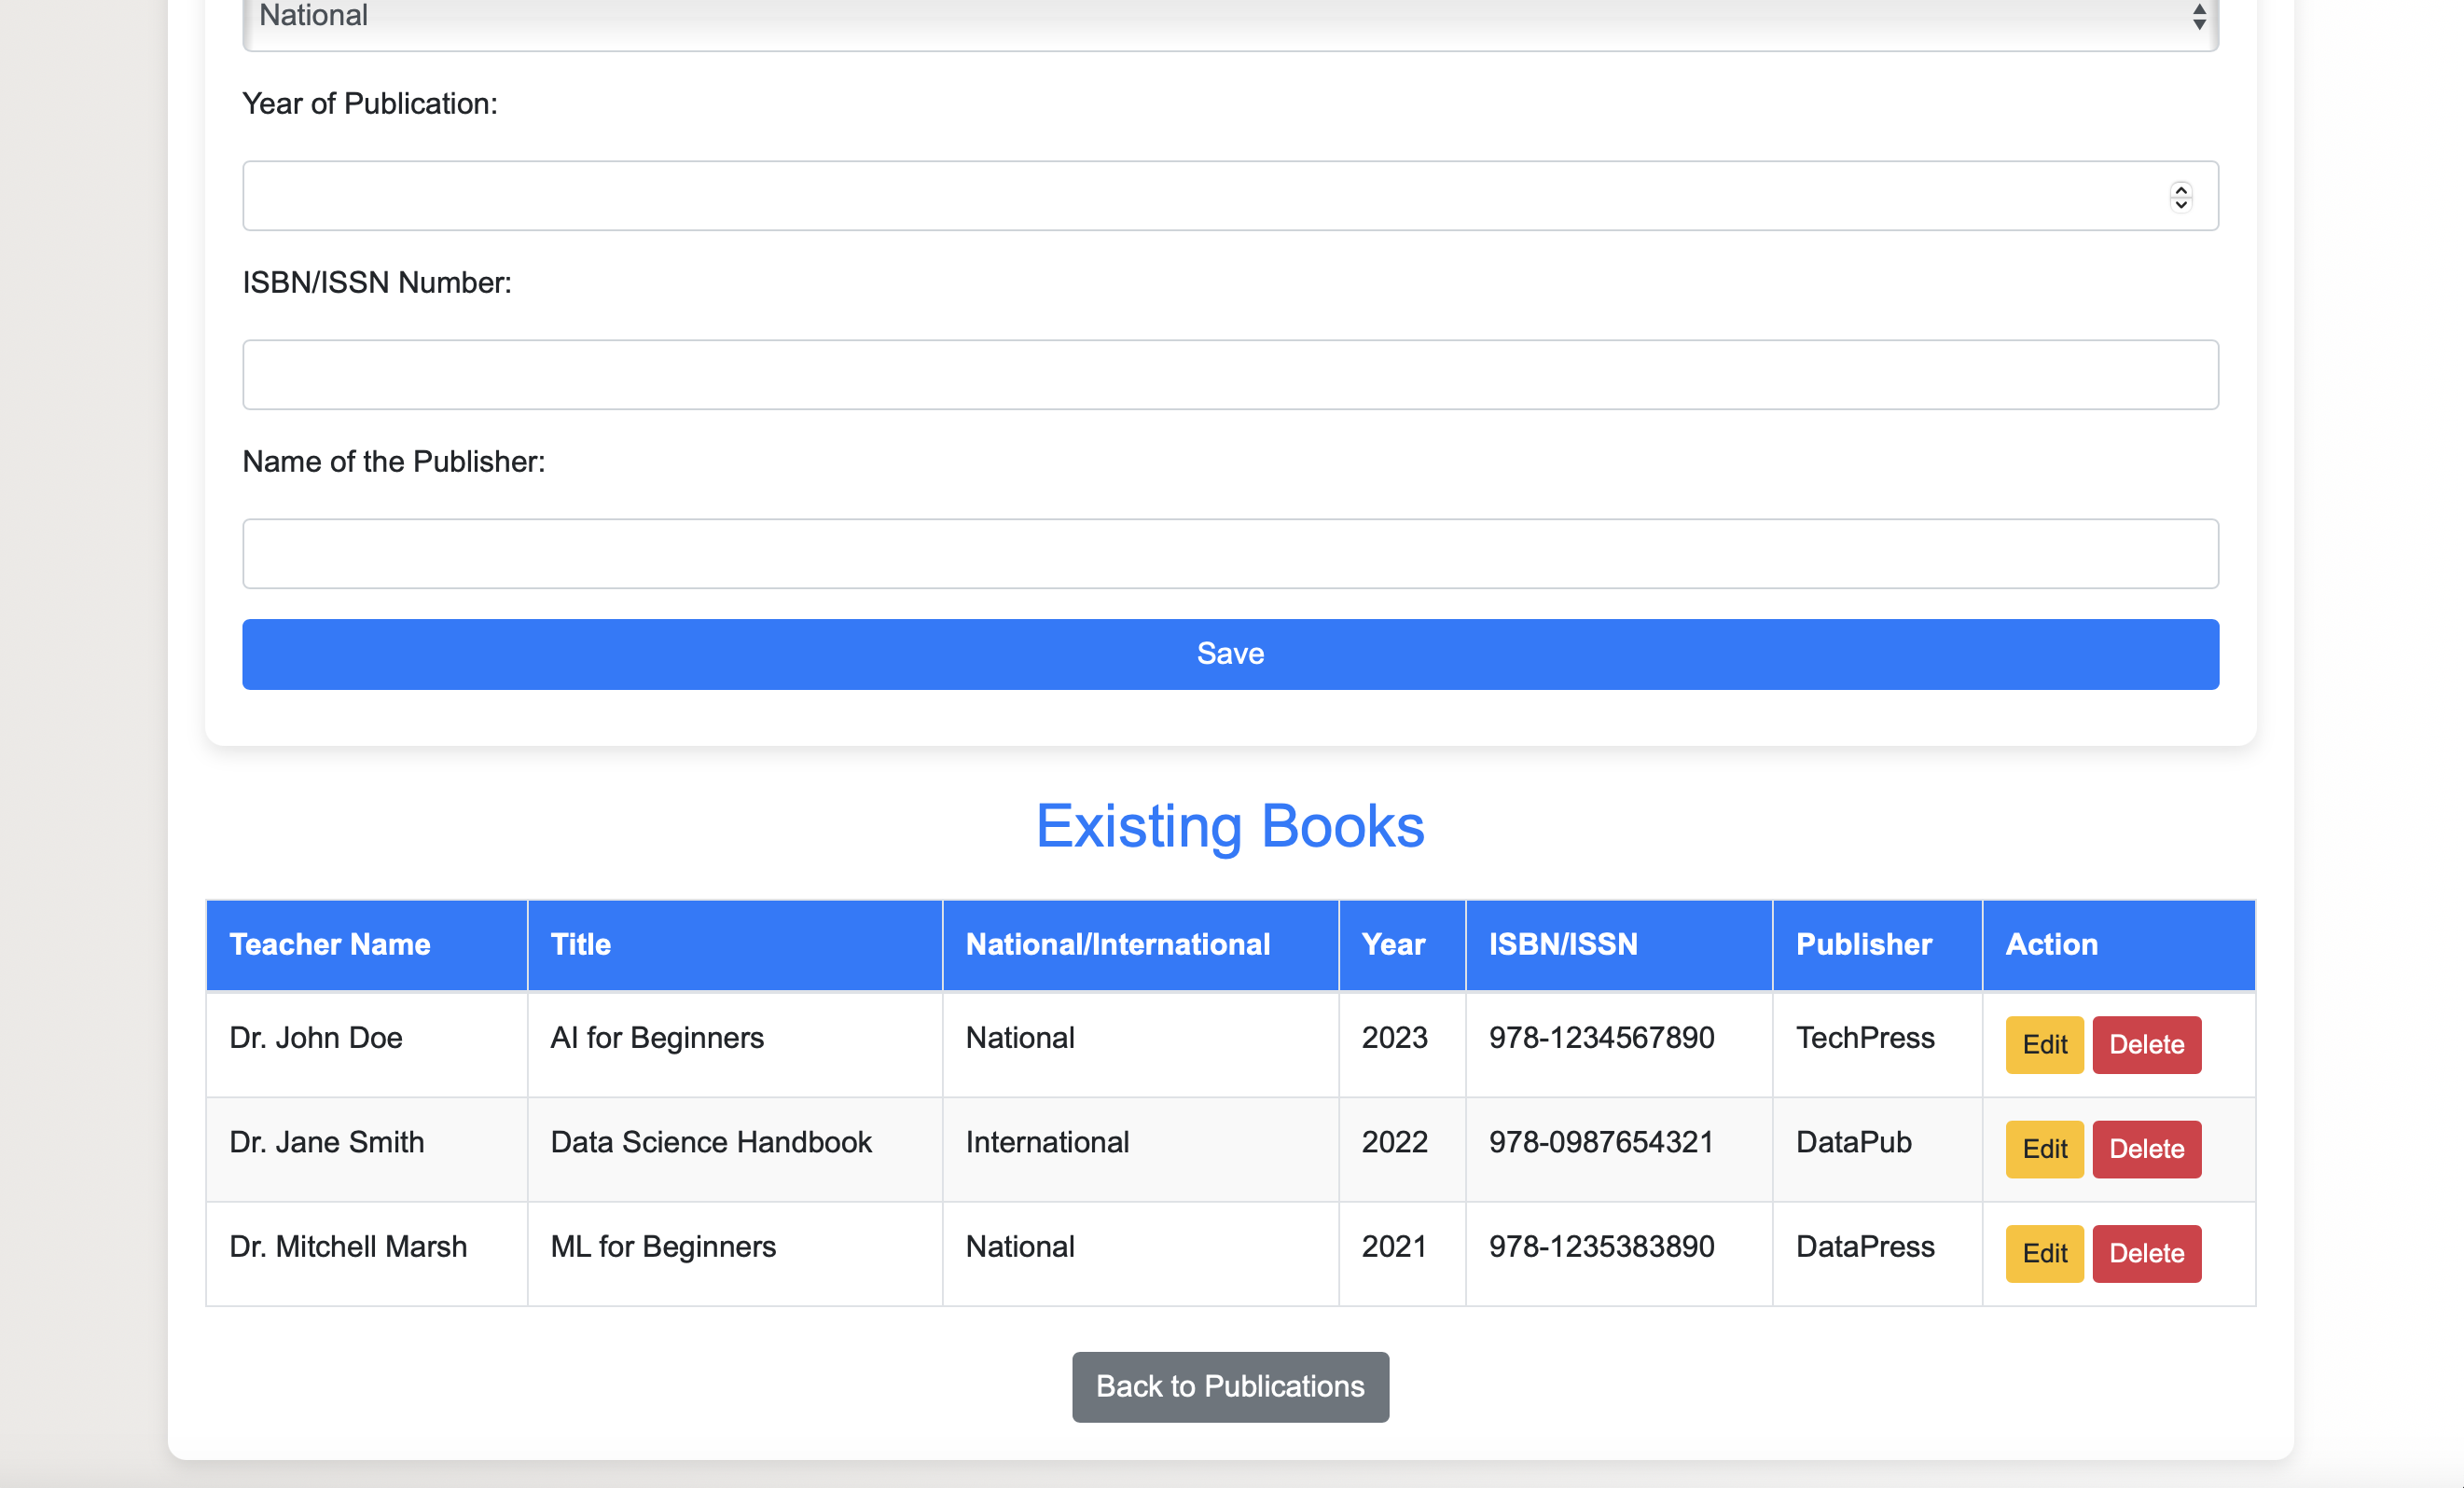 National
Year of Publication:
ISBN/ISSN Number:
Name of the Publisher:
Save
Existing Books
Teacher Name Title National/International Year ISBN/ISSN Publisher Action
Dr. John Doe AI for Beginners National 2023 978-1234567890 TechPress Edit Delete
Dr. Jane Smith Data Science Handbook International 2022 978-0987654321 DataPub Edit Delete
Dr. Mitchell Marsh ML for Beginners National 2021 978-1235383890 DataPress Edit Delete
Back to Publications